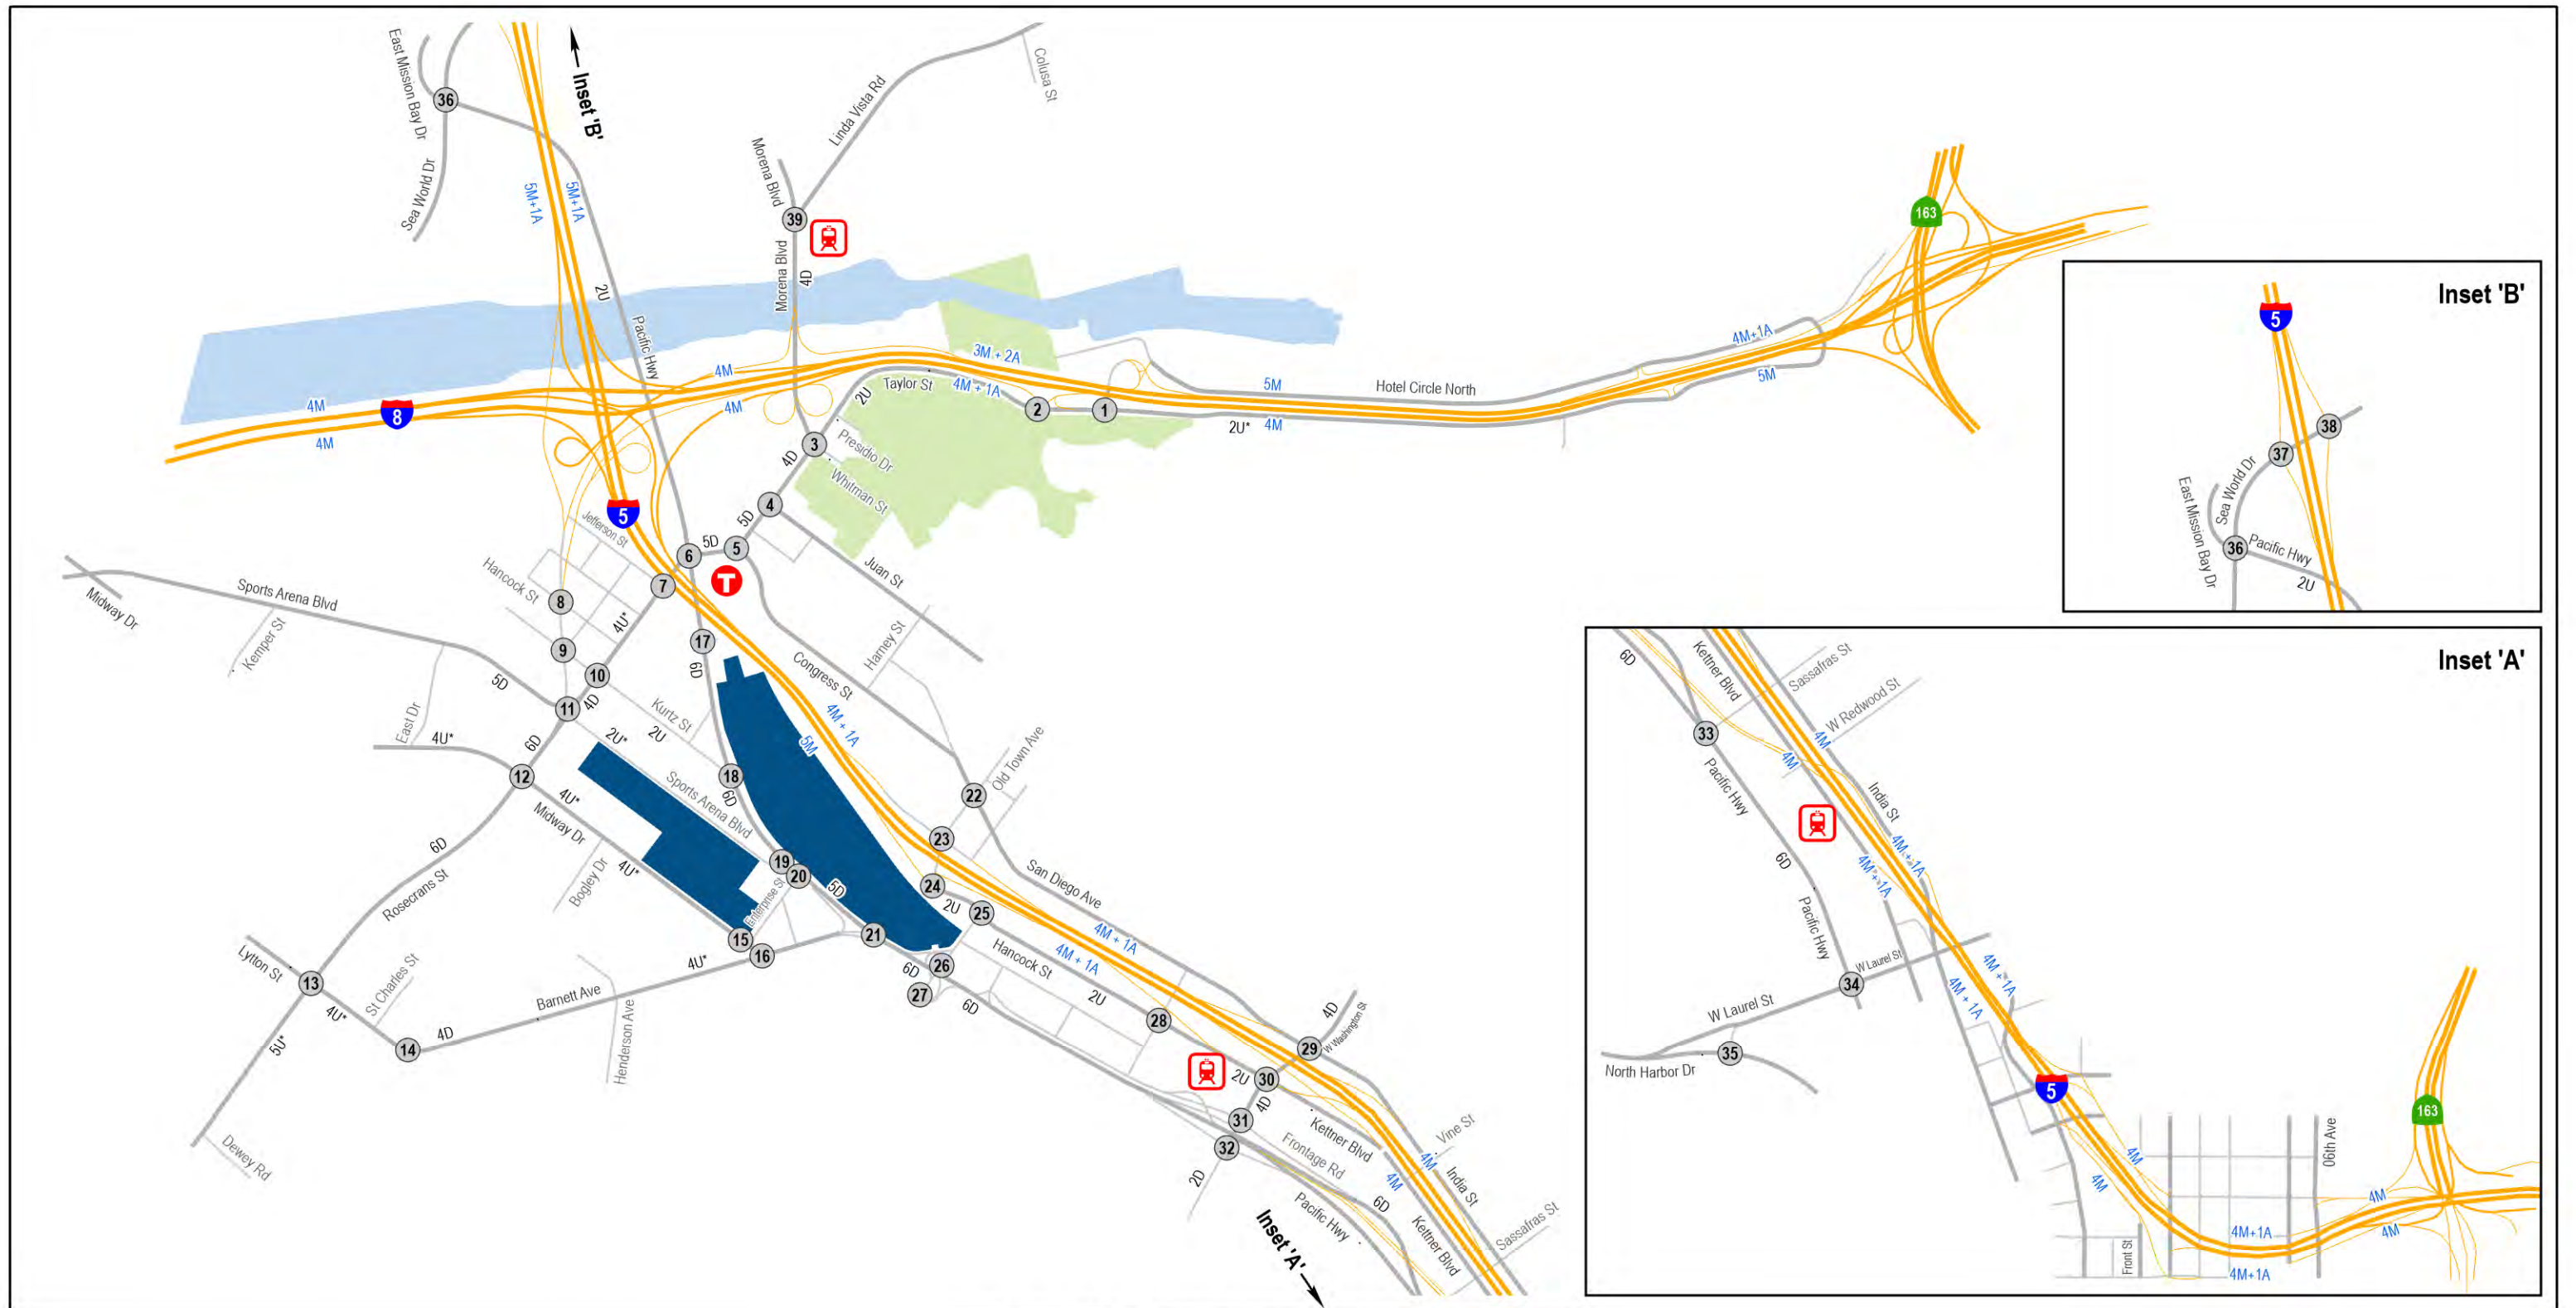 East Mission Bay Dr
36
Sea World Dr
Inset 'B'
5M+1A
5M+1A
2U
Pacific Hwy
Colusa St
Linda Vista Rd
Morena Blvd
39
Morena Blvd
4D
163
4M
8
4M
4M
4M
3M + 2A
4M + 1A
Taylor St
2U
2
1
5M
Hotel Circle North
2U*
4M
4M+1A
5M
3
Presidio Dr
4D
Whitman St
4
5D
5
5D
6
T
5
7
Jefferson St
Hancock St
8
4U*
9
10
4D
11
Juan St
Harney St
Congress St
Midway Dr
Sports Arena Blvd
Kemper St
5D
East Dr
4U*
6D
12
17
6D
Kurtz St
2U
2U*
Sports Arena Blvd
18
6D
4M + 1A
5M
Old Town Ave
22
23
24
2U
25
4U*
Midway Dr
4U*
Bogley Dr
19
20
Enterprise St
5D
21
15
16
6D
Rosecrans St
Lytton St
13
St Charles St
4U*
14
4D
5U*
Dewey Rd
Barnett Ave
4U*
Henderson Ave
6D
26
27
6D
Hancock St
2U
28
4M + 1A
4M + 1A
San Diego Ave
4D
29
W Washington St
2U
30
4D
31
32
2D
Frontage Rd
Kettner Blvd
Vine St
4M
4M
India St
6D
Pacific Hwy
Kettner Blvd
Sassafras St
Inset 'A'
Inset 'B'
5
38
37
Sea World Dr
East Mission Bay Dr
36
Pacific Hwy
2U
Inset 'A'
6D
Kettner Blvd
Sassafras St
W Redwood St
33
4M
4M
Pacific Hwy
India St
6D
4M + 1A
4M + 1A
Pacific Hwy
W Laurel St
34
W Laurel St
4M + 1A
4M + 1A
35
North Harbor Dr
5
163
06th Ave
4M
4M
4M
4M+1A
4M
Front St
4M+1A